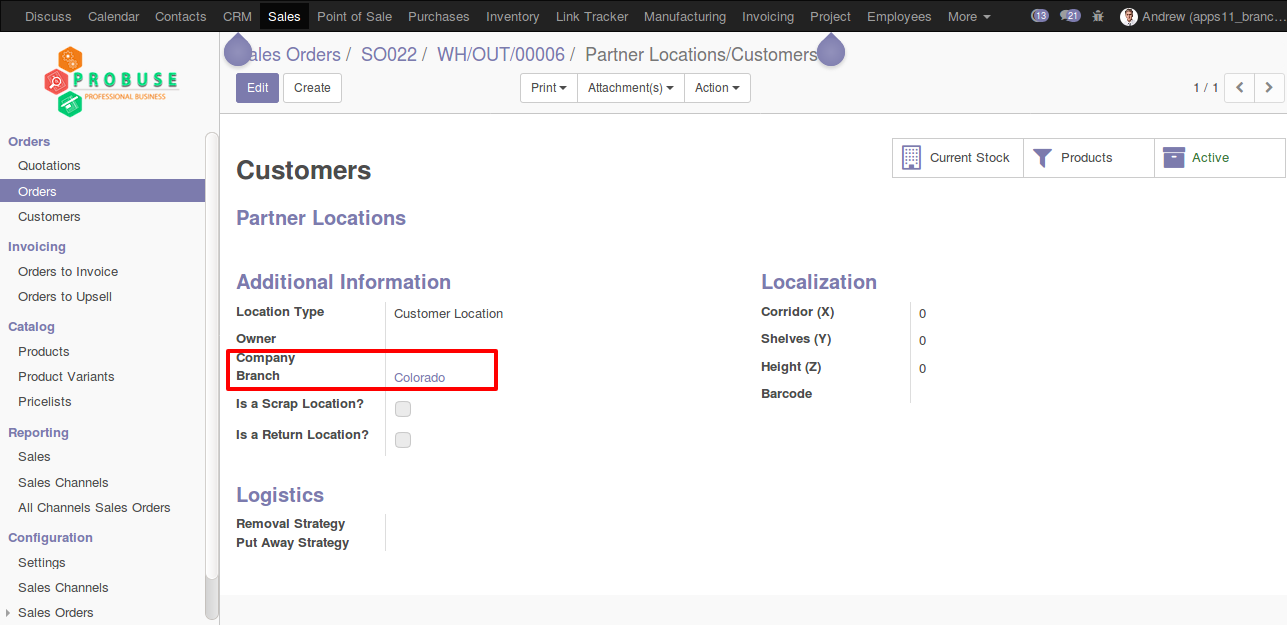 Discuss Calendar Contacts CRM Sales Point of Sale Purchases Inventory Link Tracker Manufacturing Invoicing Project Employees More 13 21 Andrew (apps11_branc...
PROBUSE
PROFESSIONAL BUSINESS
ales Orders / SO022 / WH/OUT/00006 / Partner Locations/Customers
Edit Create Print Attachment(s) Action 1 / 1
Orders
Quotations
Orders
Customers
Invoicing
Orders to Invoice
Orders to Upsell
Catalog
Products
Product Variants
Pricelists
Reporting
Sales
Sales Channels
All Channels Sales Orders
Configuration
Settings
Sales Channels
Sales Orders
Current Stock Products Active
Customers
Partner Locations
Additional Information
Location Type Customer Location
Owner
Company
Branch Colorado
Is a Scrap Location?
Is a Return Location?
Localization
Corridor (X) 0
Shelves (Y) 0
Height (Z) 0
Barcode
Logistics
Removal Strategy
Put Away Strategy